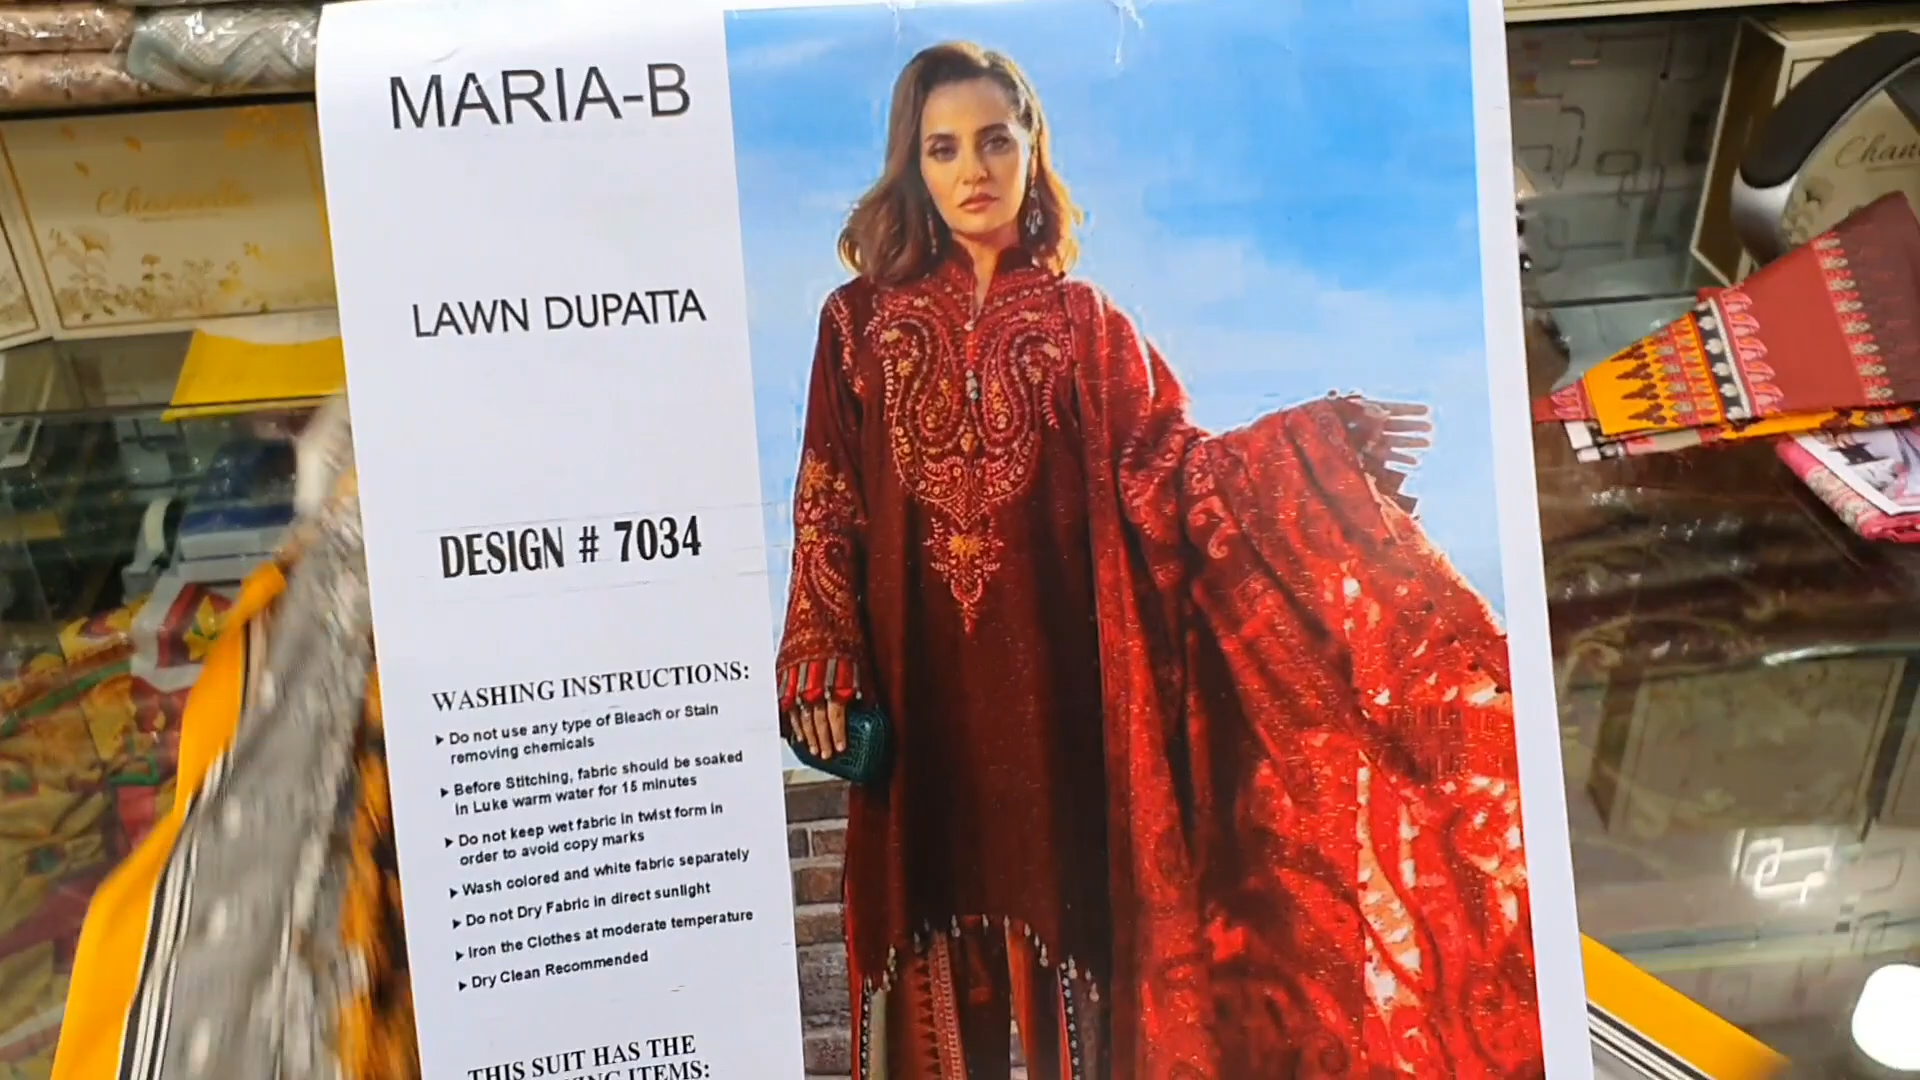 MARIA-B
LAWN DUPATTA
DESIGN # 7034
WASHING INSTRUCTIONS:
▶ Do not use any type of Bleach or Stain
removing chemicals
▶ Before Stitching, fabric should be soaked
in Luke warm water for 15 minutes
▶ Do not keep wet fabric in twist form in
order to avoid copy marks
▶ Wash colored and white fabric separately
▶ Do not Dry Fabric in direct sunlight
▶ Iron the Clothes at moderate temperature
▶ Dry Clean Recommended
THIS SUIT HAS THE
ITEMS: